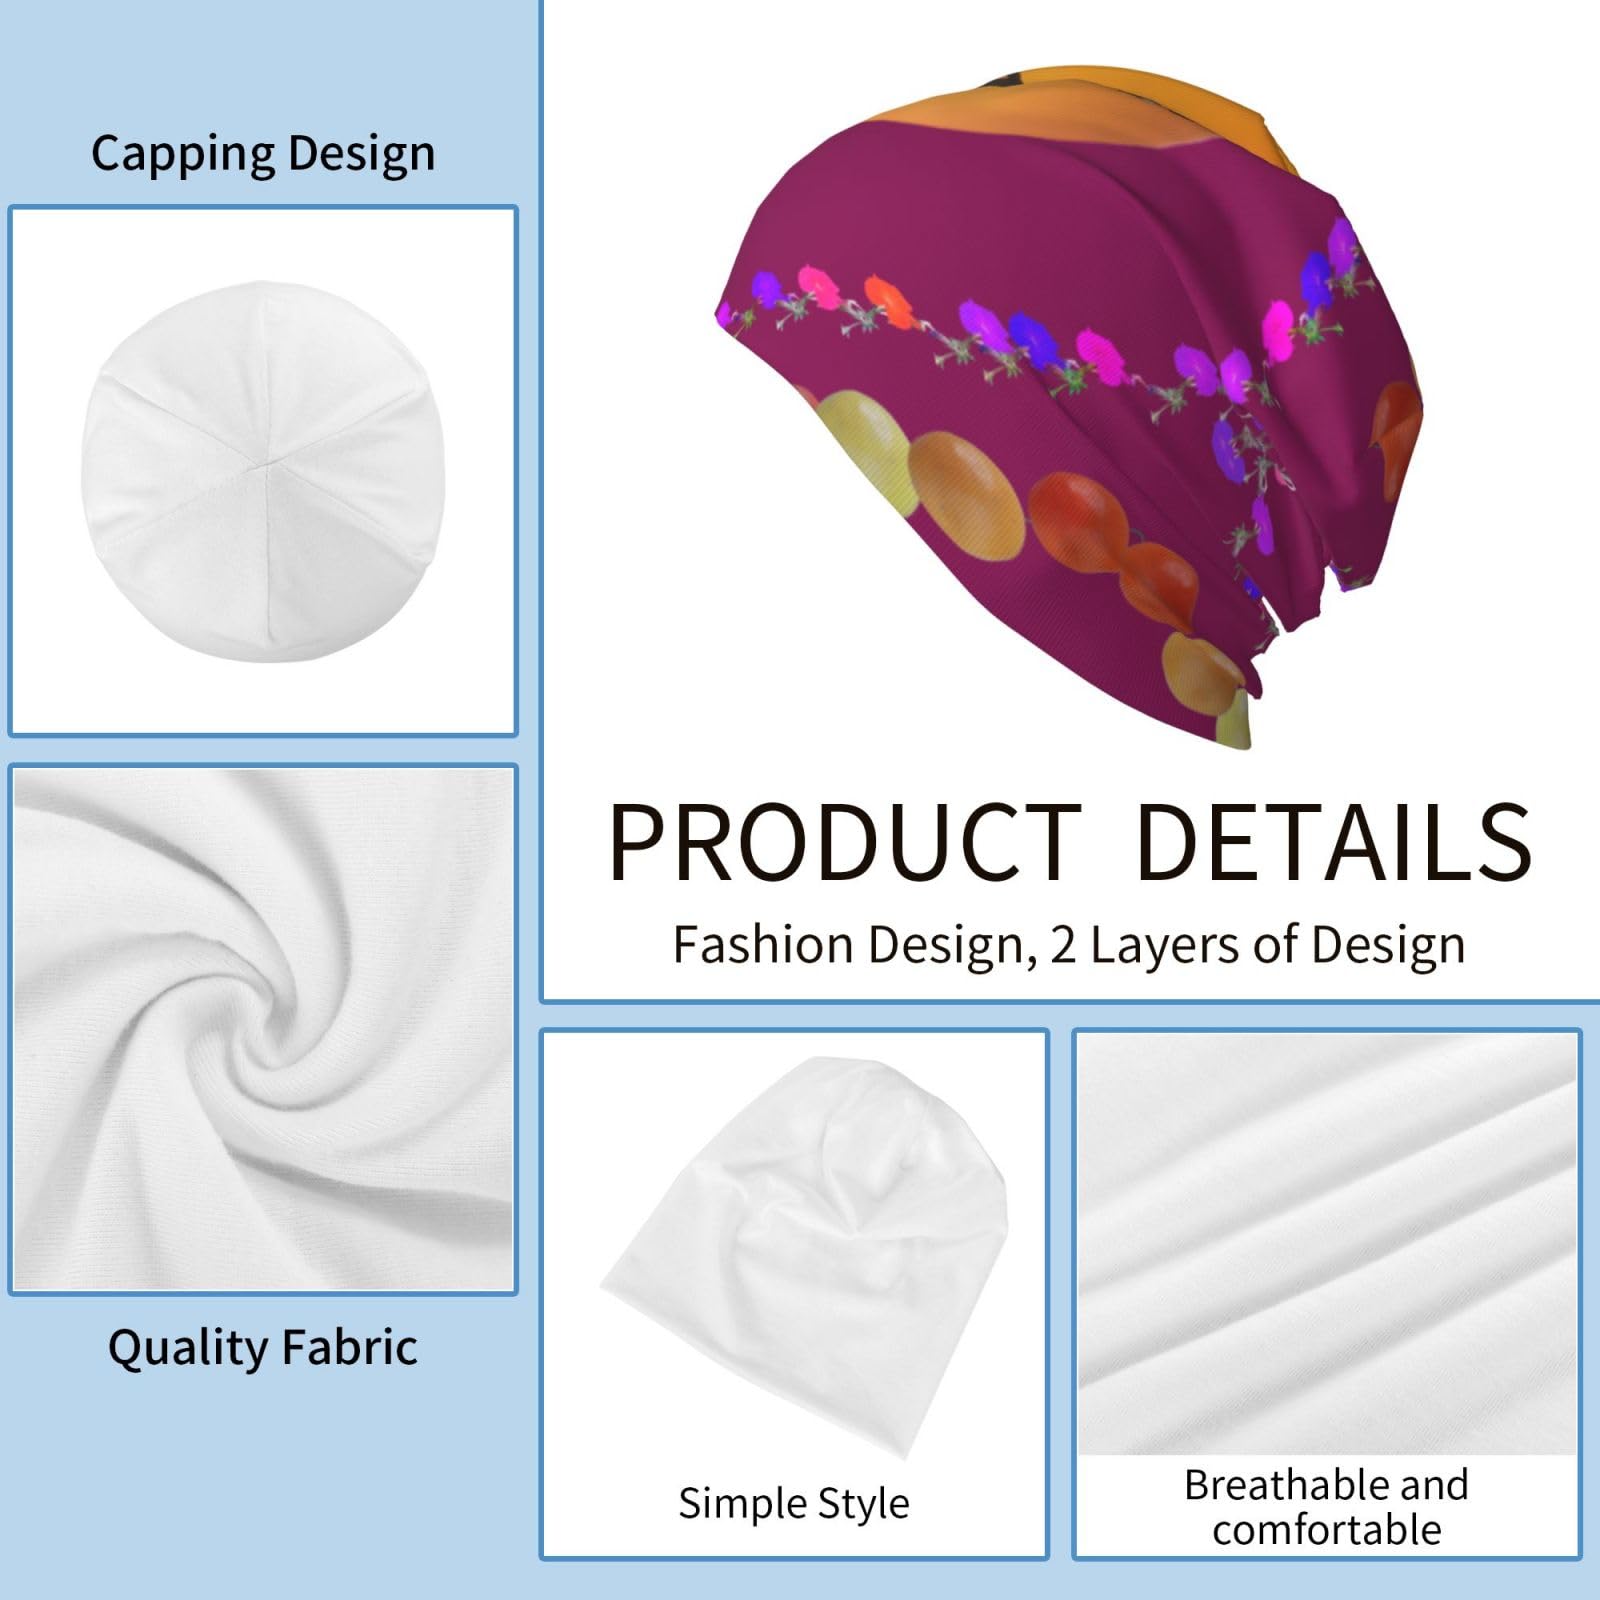 Capping Design
PRODUCT DETAILS
Fashion Design, 2 Layers of Design
Quality Fabric
Simple Style
Breathable and
comfortable